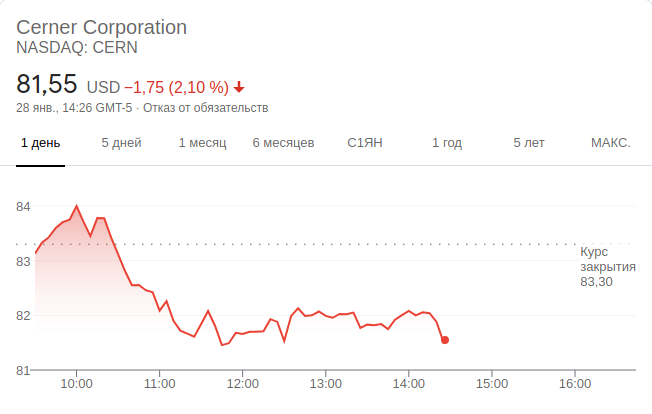 Cerner Corporation
NASDAQ: CERN
81,55 USD −1,75 (2,10 %)
28 янв., 14:26 GMT-5 · Отказ от обязательств
1 день 5 дней 1 месяц 6 месяцев С1ЯН 1 год 5 лет МАКС.
84
83
82
81
Курс
закрытия
83,30
10:00 11:00 12:00 13:00 14:00 15:00 16:00